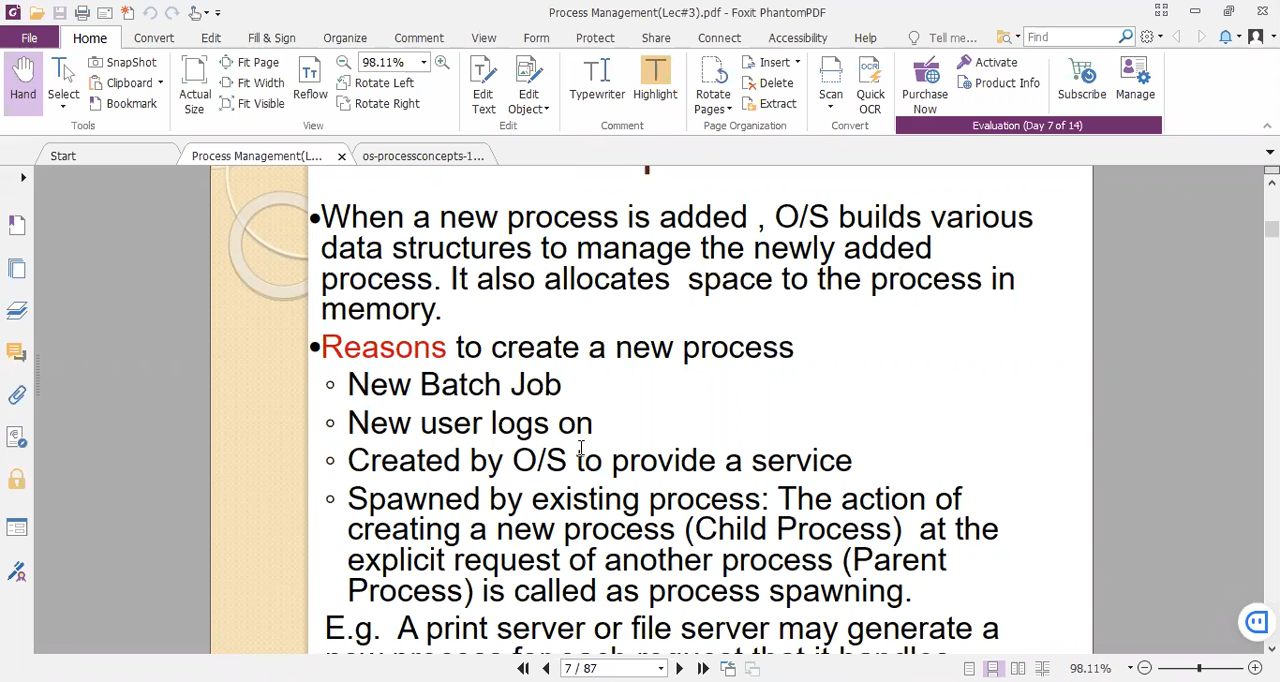 Process Management(Lec#3).pdf - Foxit PhantomPDF
File Home Convert Edit Fill & Sign Organize Comment View Form Protect Share Connect Accessibility Help Tell me... Find
Hand Select SnapShot Clipboard Bookmark Actual Size Fit Page Fit Width Fit Visible Reflow 98.11% Rotate Left Rotate Right Edit Text Edit Object Typewriter Highlight Rotate Pages Insert Delete Extract Scan Quick OCR Purchase Now Activate Product Info Subscribe Manage
Tools View Edit Comment Page Organization Convert Evaluation (Day 7 of 14)
Start Process Management(L... os-processconcepts-1...
•When a new process is added , O/S builds various
data structures to manage the newly added
process. It also allocates space to the process in
memory.
•Reasons to create a new process
◦ New Batch Job
◦ New user logs on
◦ Created by O/S to provide a service
◦ Spawned by existing process: The action of
creating a new process (Child Process) at the
explicit request of another process (Parent
Process) is called as process spawning.
E.g. A print server or file server may generate a
new process for each request that it handles
7 / 87 98.11%